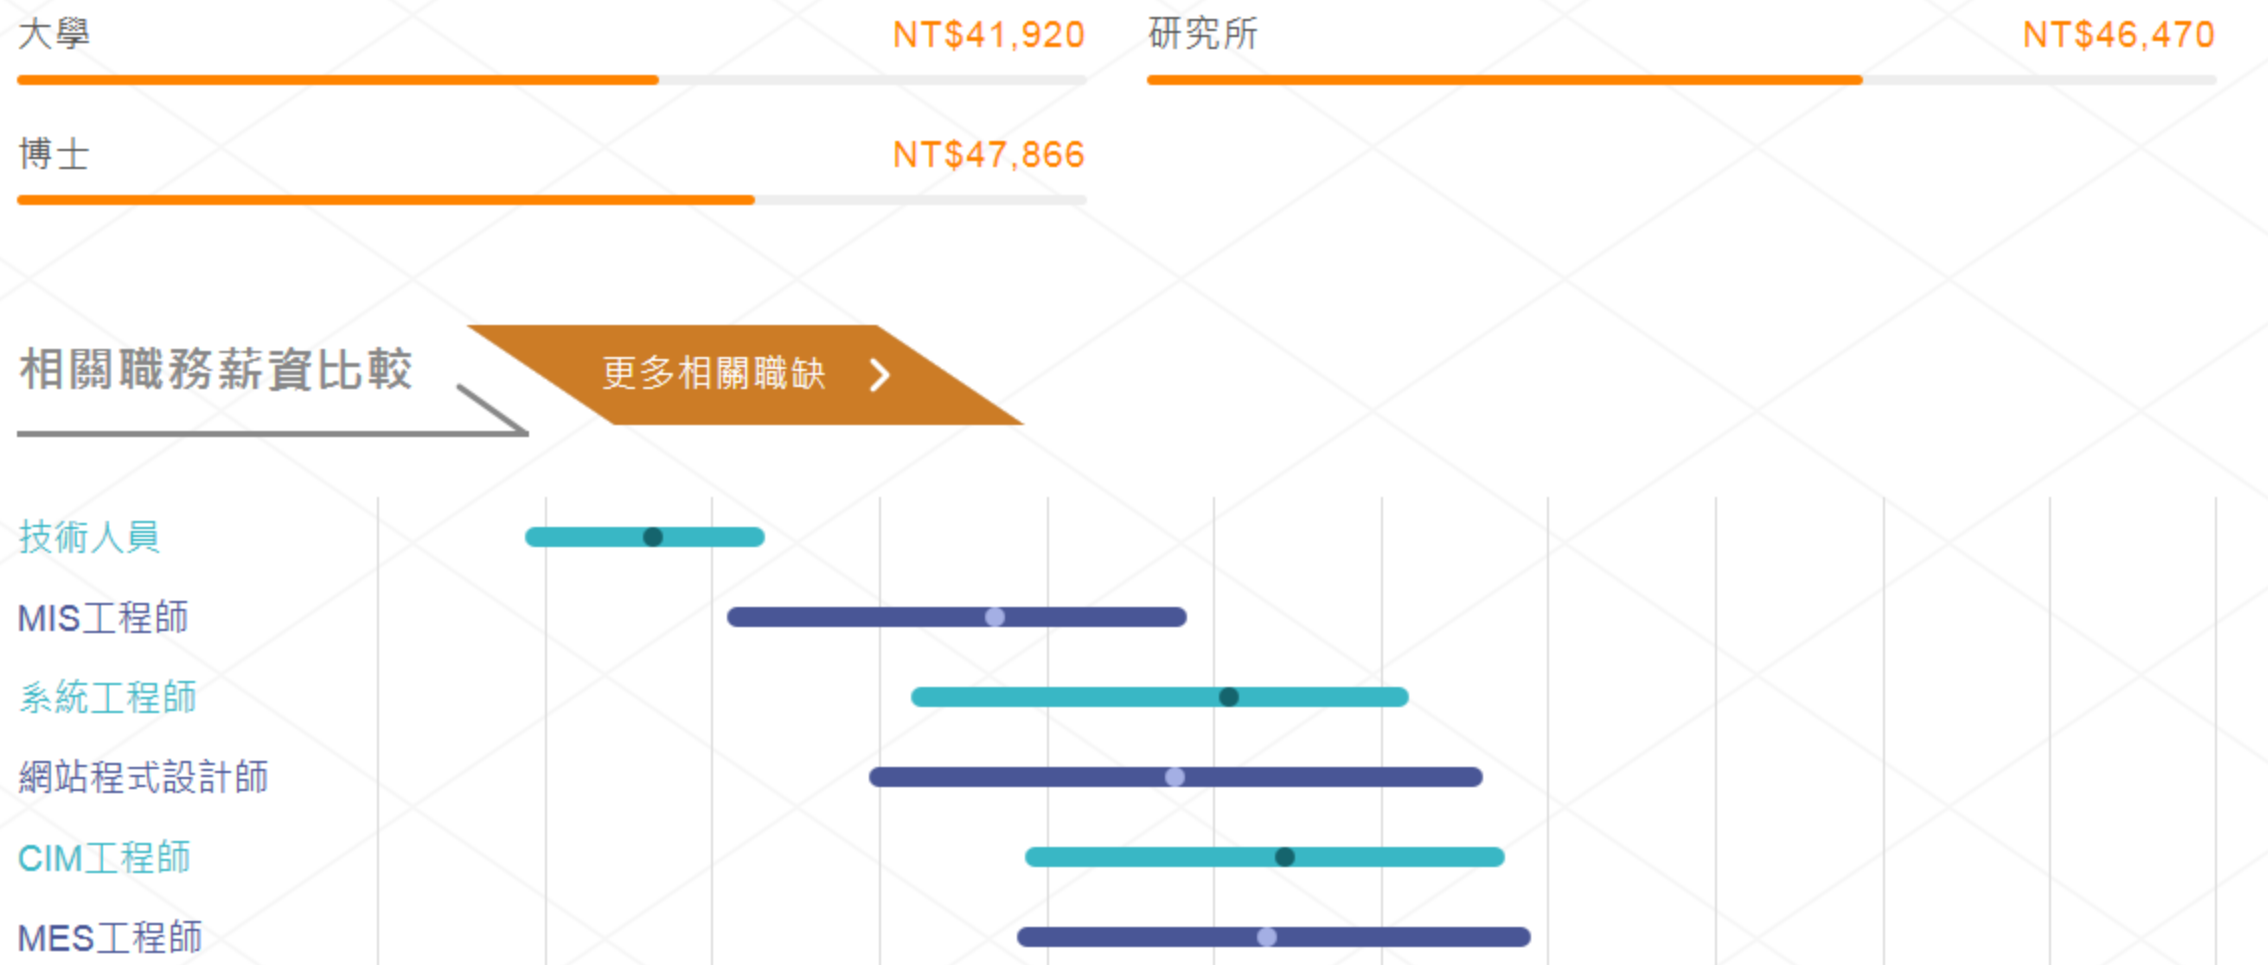 大學 NT$41,920 研究所 NT$46,470
博士 NT$47,866
相關職務薪資比較 更多相關職缺
技術人員
MIS工程師
系統工程師
網站程式設計師
CIM工程師
MES工程師